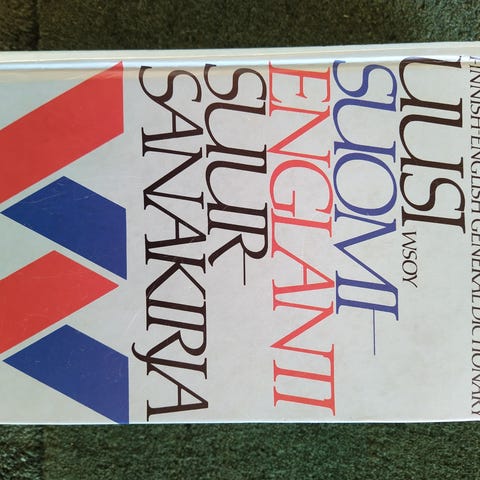 FINNISH-ENGLISH GENERAL DICTIONARY
UUSI WSOY
SUOMI–
ENGLANTI
SUUR–
SANAKIRJA